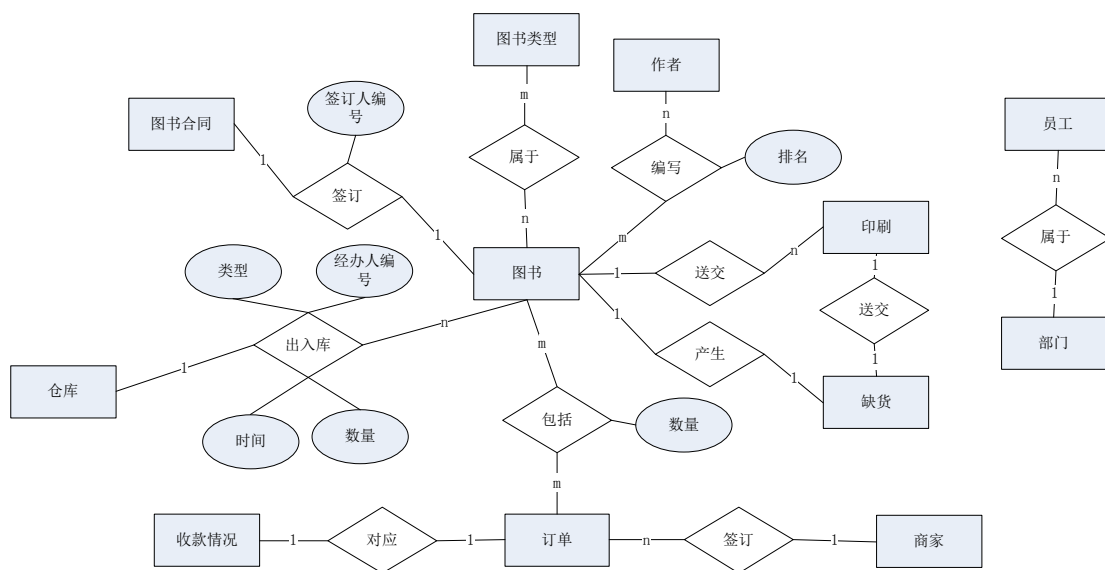 图书类型
作者
图书合同
签订人编
号
员工
m
n
1
属于
编写
排名
签订
n
1
n
m
属于
印刷
类型
经办人编
号
图书
1
送交
n
1
1
送交
出入库
n
1
产生
1
部门
1
仓库
m
1
缺货
包括
数量
时间
数量
m
收款情况
1
对应
1
订单
n
签订
1
商家